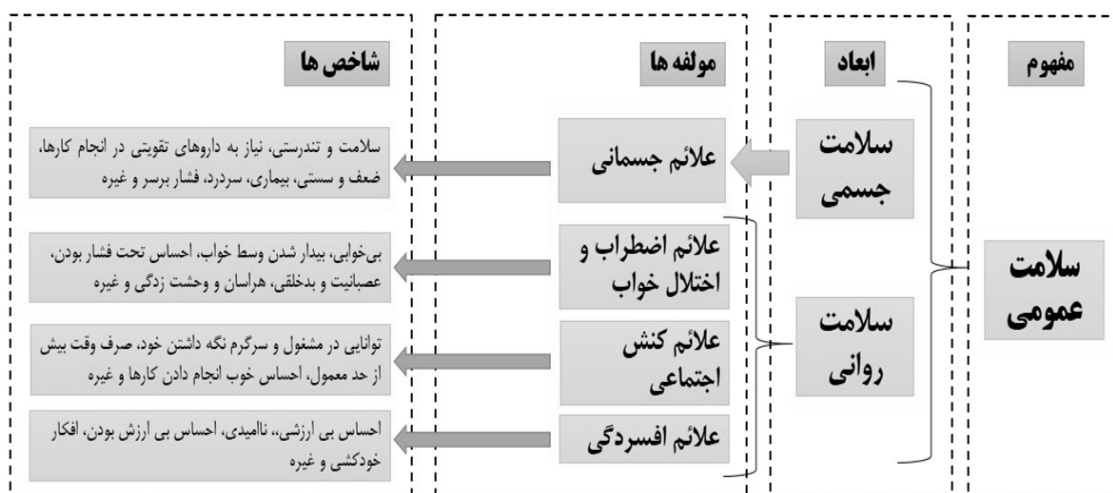 مفهوم
ابعاد
مولفه ها
شاخص ها
سلامت
عمومی
سلامت
جسمی
سلامت
روانی
علائم جسمانی
علائم اضطراب و
اختلال خواب
علائم کنش
اجتماعی
علائم افسردگی
سلامت و تندرستی، نیاز به داروهای تقویتی در انجام کارها،
ضعف و سستی، بیماری، سردرد، فشار برسر و غیره
بی‌خوابی، بیدار شدن وسط خواب، احساس تحت فشار بودن،
عصبانیت و بدخلقی، هراسان و وحشت زدگی و غیره
توانایی در مشغول و سرگرم نگه داشتن خود، صرف وقت بیش
از حد معمول، احساس خوب انجام دادن کارها و غیره
احساس بی ارزشی،، ناامیدی، احساس بی ارزش بودن، افکار
خودکشی و غیره